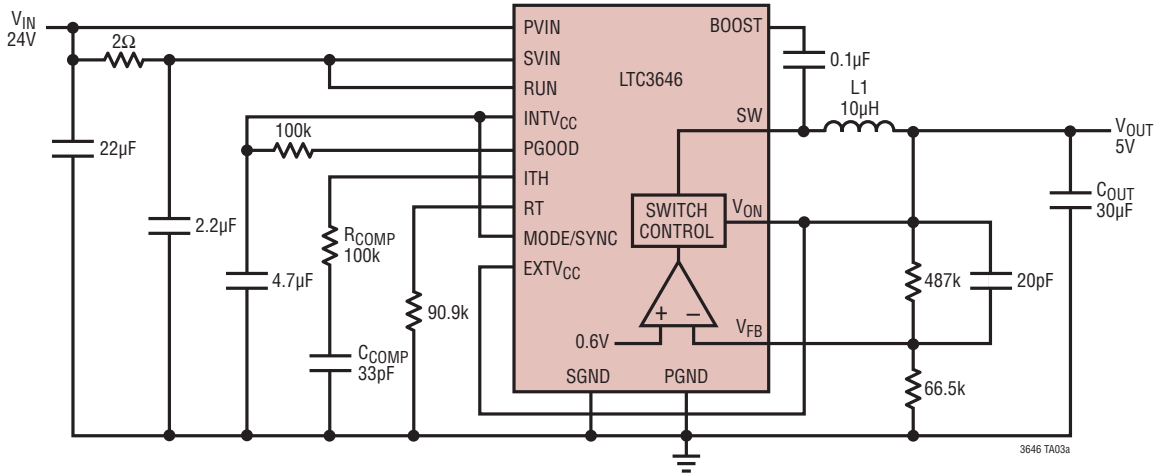 VIN
24V
2Ω
22µF
2.2µF
100k
4.7µF
RCOMP
100k
CCOMP
33pF
90.9k
PVIN
SVIN
RUN
INTVCC
PGOOD
ITH
RT
MODE/SYNC
EXTVCC
LTC3646
BOOST
SW
SWITCH
CONTROL
VON
+
–
0.6V
VFB
SGND
PGND
0.1µF
L1
10µH
VOUT
5V
COUT
30µF
487k
20pF
66.5k
3646 TA03a